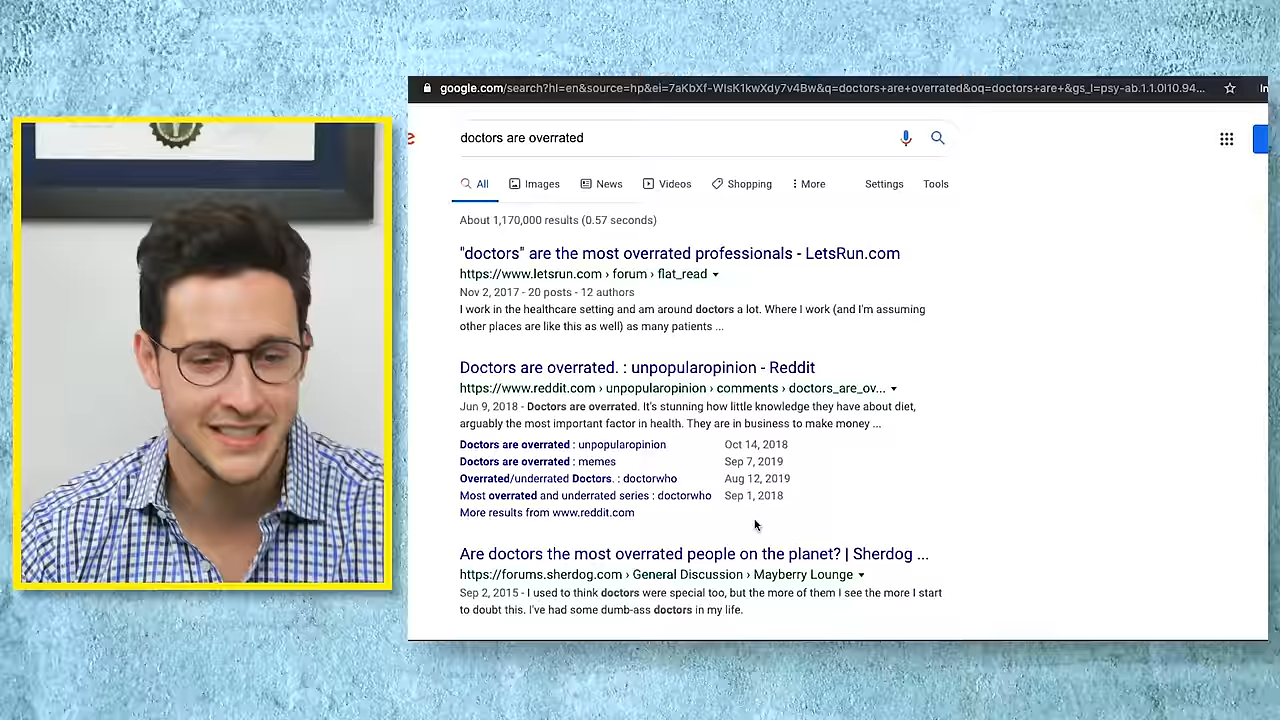 google.com/search?hl=en&source=hp&ei=7aKbXf-WIsK1kwXdy7v4Bw&q=doctors+are+overrated&oq=doctors+are+&gs_l=psy-ab.1.1.0l10.94...
doctors are overrated
All Images News Videos Shopping More Settings Tools
About 1,170,000 results (0.57 seconds)
"doctors" are the most overrated professionals - LetsRun.com
https://www.letsrun.com › forum › flat_read
Nov 2, 2017 - 20 posts - 12 authors
I work in the healthcare setting and am around doctors a lot. Where I work (and I'm assuming
other places are like this as well) as many patients ...
Doctors are overrated. : unpopularopinion - Reddit
https://www.reddit.com › unpopularopinion › comments › doctors_are_ov...
Jun 9, 2018 - Doctors are overrated. It's stunning how little knowledge they have about diet,
arguably the most important factor in health. They are in business to make money ...
Doctors are overrated : unpopularopinion Oct 14, 2018
Doctors are overrated : memes Sep 7, 2019
Overrated/underrated Doctors. : doctorwho Aug 12, 2019
Most overrated and underrated series : doctorwho Sep 1, 2018
More results from www.reddit.com
Are doctors the most overrated people on the planet? | Sherdog ...
https://forums.sherdog.com › General Discussion › Mayberry Lounge
Sep 2, 2015 - I used to think doctors were special too, but the more of them I see the more I start
to doubt this. I've had some dumb-ass doctors in my life.